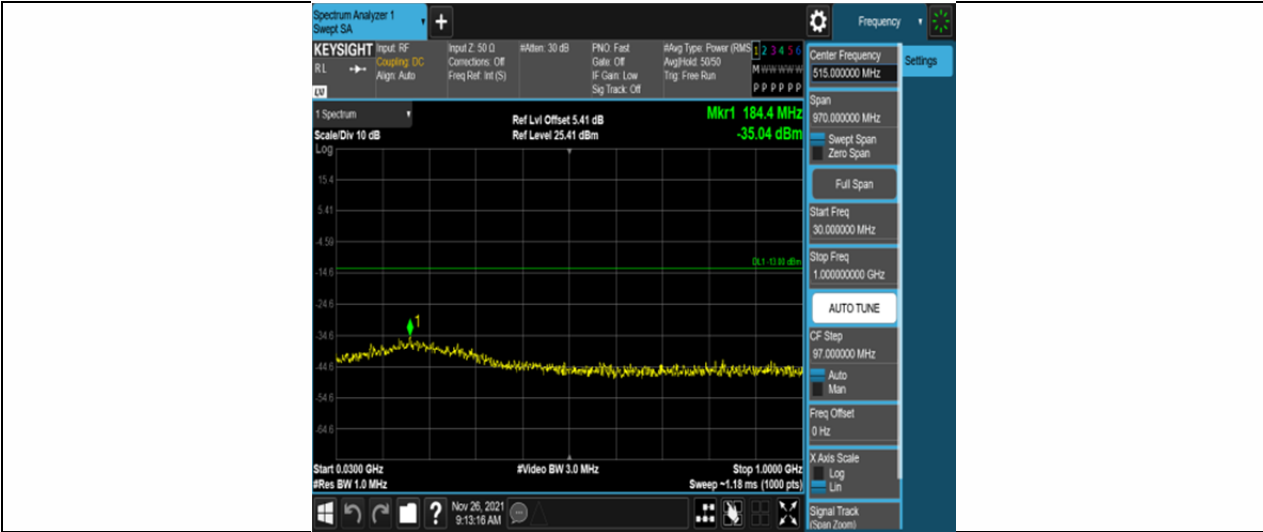 Spectrum Analyzer 1
Swept SA
+
Frequency
KEYSIGHT
RL
LV
Input: RF
Coupling: DC
Align: Auto
Input Z: 50 Ω
Corrections: Off
Freq Ref: Int (S)
#Atten: 30 dB
PNO: Fast
Gate: Off
IF Gain: Low
Sig Track: Off
#Avg Type: Power (RMS
Avg|Hold: 50/50
Trig: Free Run
1 2 3 4 5 6
M W W W W W
P P P P P P
Center Frequency
515.000000 MHz
Settings
1 Spectrum
Scale/Div 10 dB
Ref Lvl Offset 5.41 dB
Ref Level 25.41 dBm
Mkr1 184.4 MHz
-35.04 dBm
Log
15.4
5.41
-4.59
-14.6
-24.6
-34.6
-44.6
-54.6
-64.6
DL1 -13.00 dBm
1
Start 0.0300 GHz
#Res BW 1.0 MHz
#Video BW 3.0 MHz
Stop 1.0000 GHz
Sweep ~1.18 ms (1000 pts)
Span
970.000000 MHz
Swept Span
Zero Span
Full Span
Start Freq
30.000000 MHz
Stop Freq
1.000000000 GHz
AUTO TUNE
CF Step
97.000000 MHz
Auto
Man
Freq Offset
0 Hz
X Axis Scale
Log
Lin
Signal Track
(Span Zoom)
?
Nov 26, 2021
9:13:16 AM